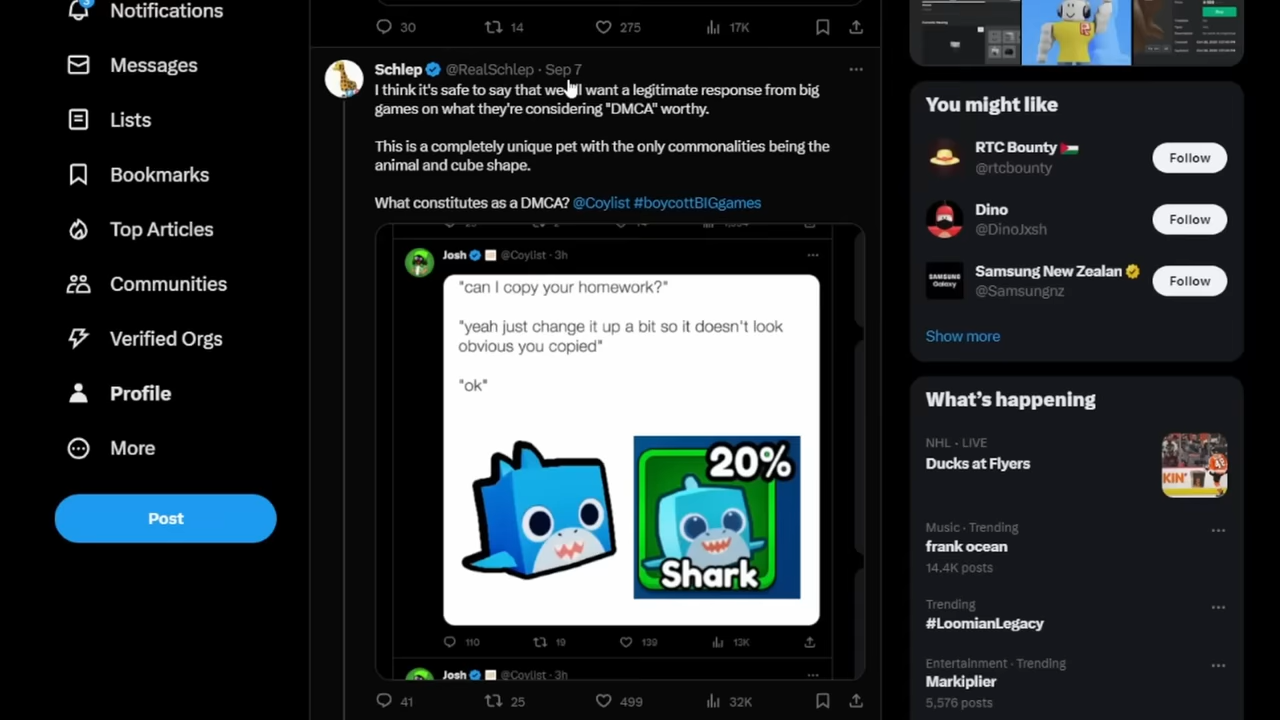 Notifications
3
Messages
Lists
Bookmarks
Top Articles
Communities
Verified Orgs
Profile
More
Post
30
14
275
17K
Schlep @RealSchlep · Sep 7
I think it's safe to say that we all want a legitimate response from big
games on what they're considering "DMCA" worthy.
This is a completely unique pet with the only commonalities being the
animal and cube shape.
What constitutes as a DMCA? @Coylist #boycottBIGgames
Josh @Coylist · 3h
"can I copy your homework?"
"yeah just change it up a bit so it doesn't look
obvious you copied"
"ok"
20%
Shark
110
19
139
13K
Josh @Coylist · 3h
41
25
499
32K
You might like
RTC Bounty
@rtcbounty
Follow
Dino
@DinoJxsh
Follow
SAMSUNG
Galaxy
Samsung New Zealan
@Samsungnz
Follow
Show more
What's happening
NHL · LIVE
Ducks at Flyers
KIN'
Music · Trending
frank ocean
14.4K posts
Trending
#LoomianLegacy
Entertainment · Trending
Markiplier
5,576 posts